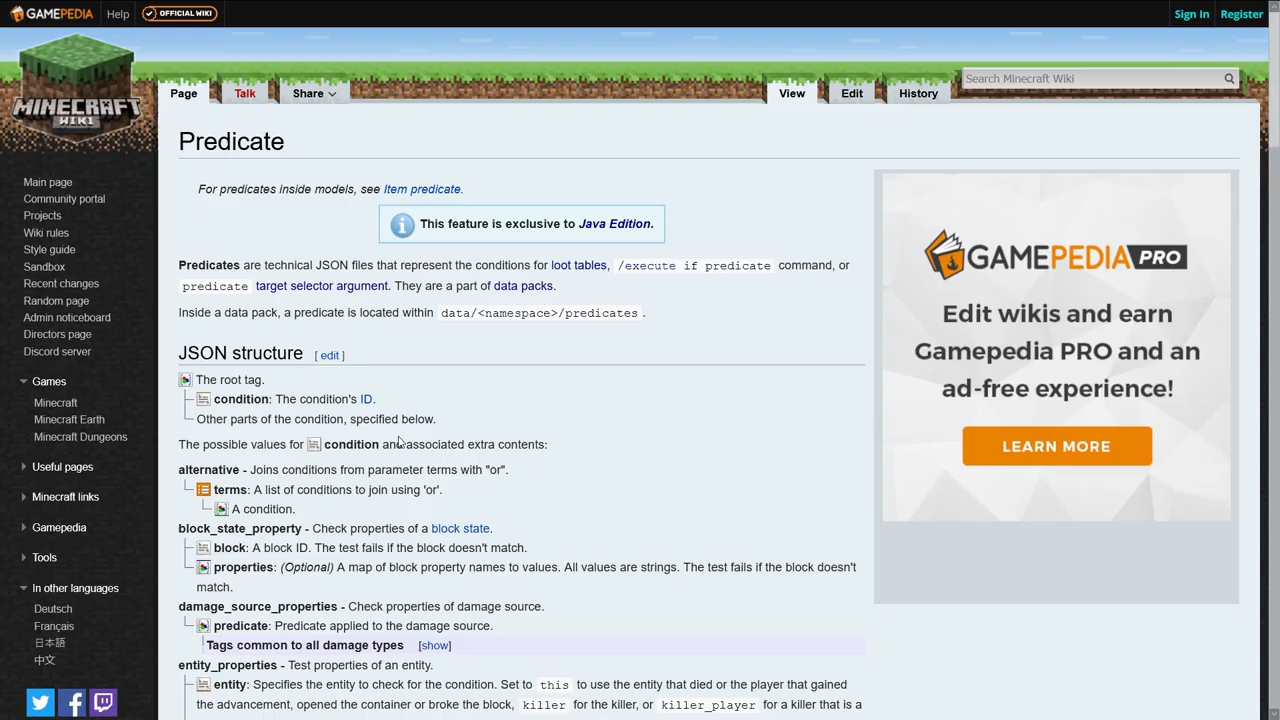 GAMEPEDIA
Help
OFFICIAL WIKI
Sign In
Register
MINECRAFT
WIKI
Page
Talk
Share
View
Edit
History
Search Minecraft Wiki
Main page
Community portal
Projects
Wiki rules
Style guide
Sandbox
Recent changes
Random page
Admin noticeboard
Directors page
Discord server
Games
Minecraft
Minecraft Earth
Minecraft Dungeons
Useful pages
Minecraft links
Gamepedia
Tools
In other languages
Deutsch
Français
日本語
中文
Predicate
For predicates inside models, see Item predicate.
This feature is exclusive to Java Edition.
Predicates are technical JSON files that represent the conditions for loot tables, /execute if predicate command, or
predicate target selector argument. They are a part of data packs.
Inside a data pack, a predicate is located within data/<namespace>/predicates .
JSON structure [ edit ]
The root tag.
condition: The condition's ID.
Other parts of the condition, specified below.
The possible values for condition and associated extra contents:
alternative - Joins conditions from parameter terms with "or".
terms: A list of conditions to join using 'or'.
A condition.
block_state_property - Check properties of a block state.
block: A block ID. The test fails if the block doesn't match.
properties: (Optional) A map of block property names to values. All values are strings. The test fails if the block doesn't
match.
damage_source_properties - Check properties of damage source.
predicate: Predicate applied to the damage source.
Tags common to all damage types [show]
entity_properties - Test properties of an entity.
entity: Specifies the entity to check for the condition. Set to this to use the entity that died or the player that gained
the advancement, opened the container or broke the block, killer for the killer, or killer_player for a killer that is a
GAMEPEDIA PRO
Edit wikis and earn
Gamepedia PRO and an
ad-free experience!
LEARN MORE